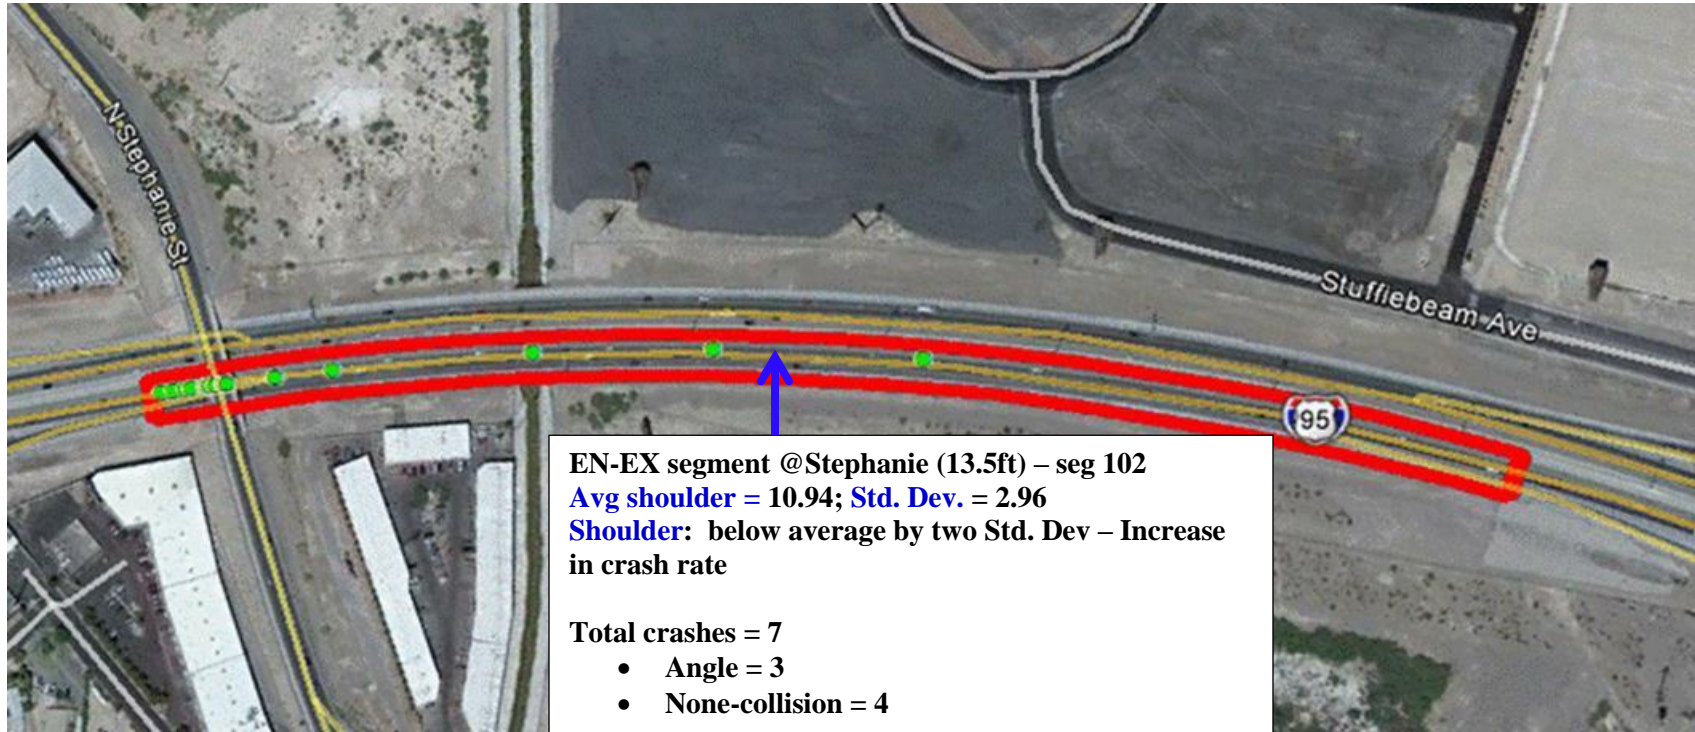 N Stephanie St
Stufflebeam Ave
95
EN-EX segment @Stephanie (13.5ft) – seg 102
Avg shoulder = 10.94; Std. Dev. = 2.96
Shoulder: below average by two Std. Dev – Increase
in crash rate
Total crashes = 7
• Angle = 3
• None-collision = 4